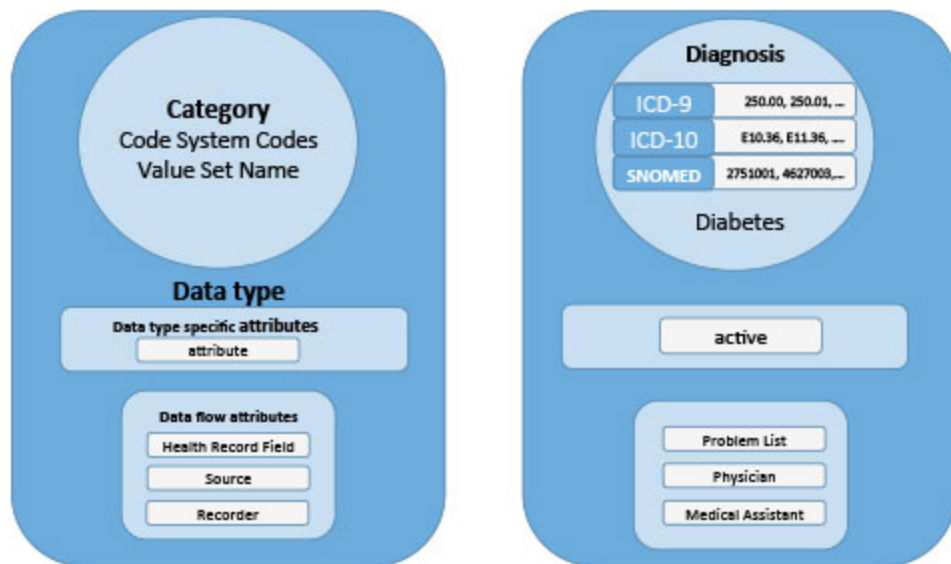 Category
Code System Codes
Value Set Name
Data type
Data type specific attributes
attribute
Data flow attributes
Health Record Field
Source
Recorder
Diagnosis
ICD-9 250.00, 250.01, ...
ICD-10 E10.36, E11.36, ....
SNOMED 2751001, 4627003,...
Diabetes
active
Problem List
Physician
Medical Assistant